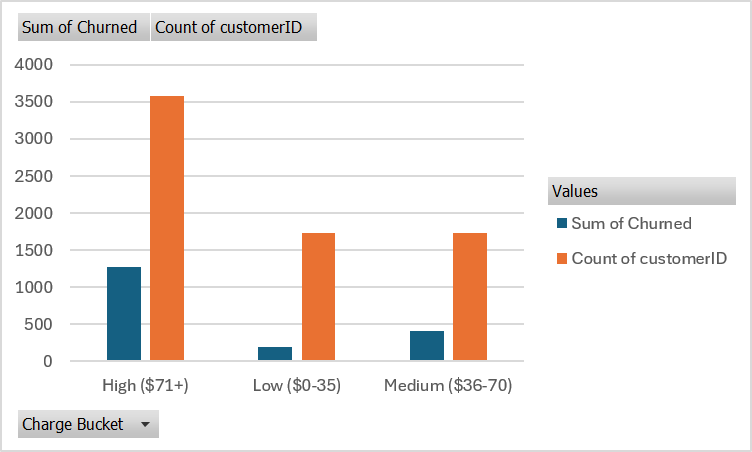 Sum of Churned Count of customerID
4000
3500
3000
2500
2000
1500
1000
500
0
High ($71+) Low ($0-35) Medium ($36-70)
Values
Sum of Churned
Count of customerID
Charge Bucket